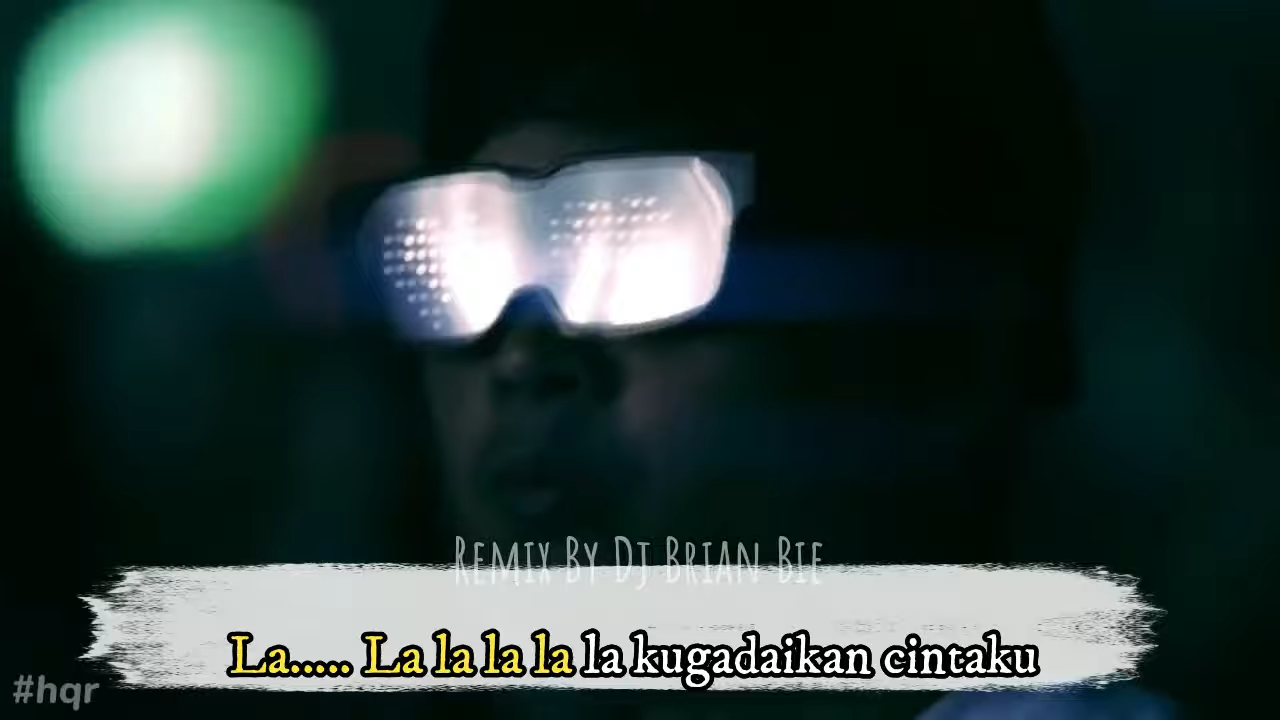 Remix By Dj Brian Bie
La..... La la la la la kugadaikan cintaku
#hqr